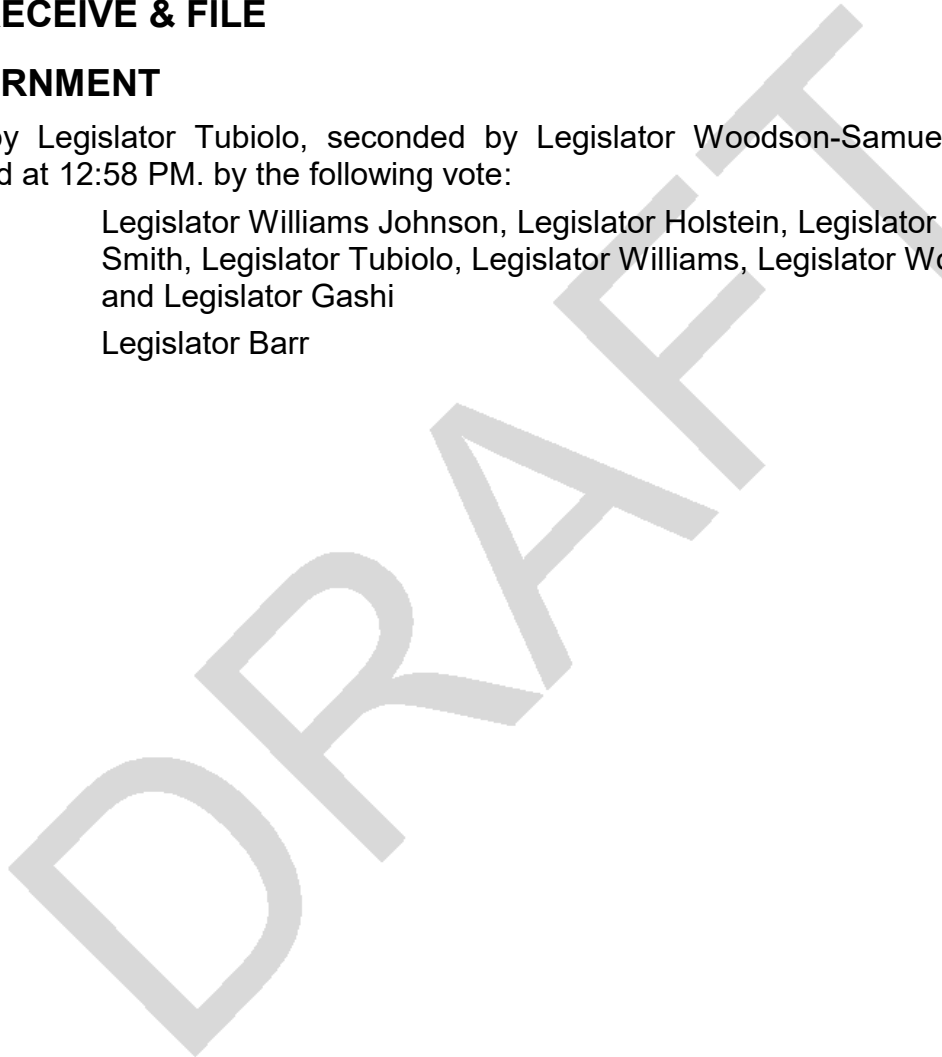 ECEIVE & FILE
RNMENT
by Legislator Tubiolo, seconded by Legislator Woodson-Samue
d at 12:58 PM. by the following vote:
Legislator Williams Johnson, Legislator Holstein, Legislator
Smith, Legislator Tubiolo, Legislator Williams, Legislator Wo
and Legislator Gashi
Legislator Barr
DRAFT